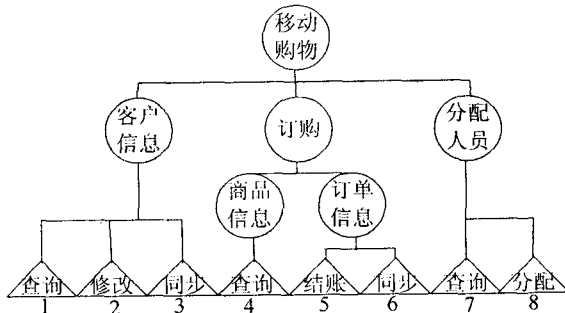 移动
购物
客户
信息
订购
分配
人员
商品
信息
订单
信息
查询
修改
同步
查询
结账
同步
查询
分配
1
2
3
4
5
6
7
8